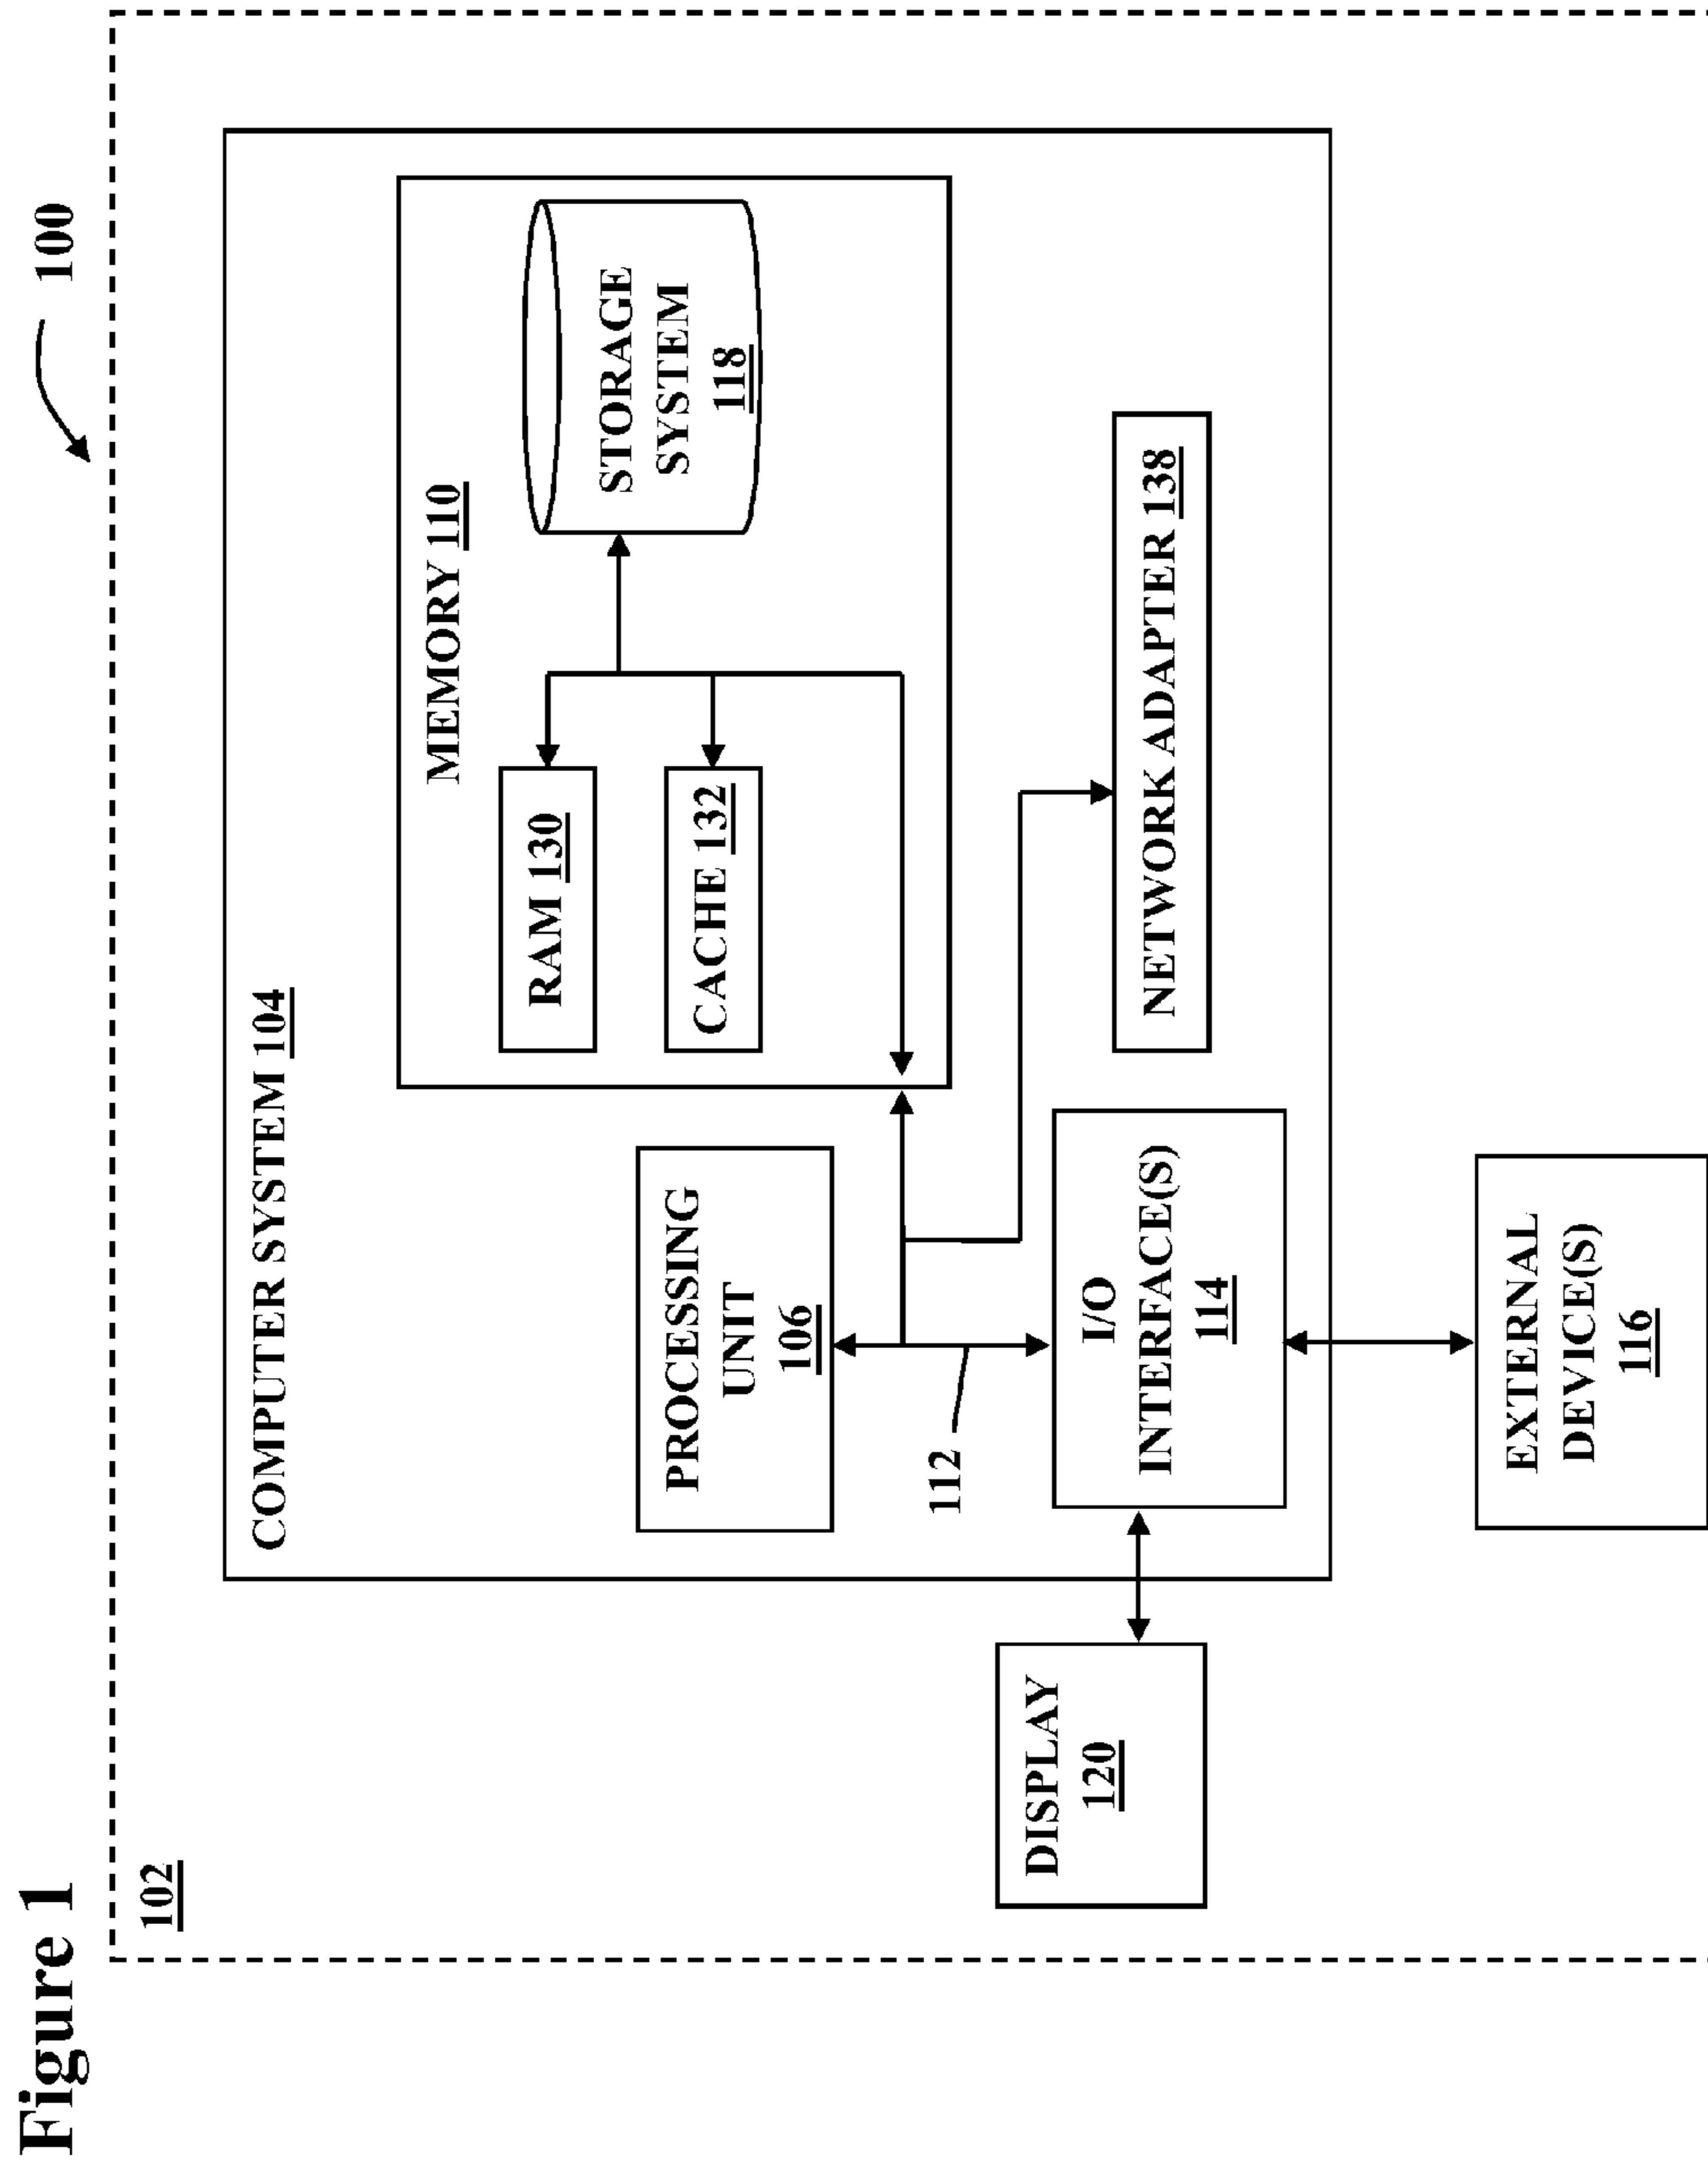 Figure 1
100
102
COMPUTER SYSTEM 104
MEMORY 110
RAM 130
STORAGE
SYSTEM
118
CACHE 132
PROCESSING
UNIT
106
112
I/O
INTERFACE(S)
114
NETWORK ADAPTER 138
DISPLAY
120
EXTERNAL
DEVICE(S)
116